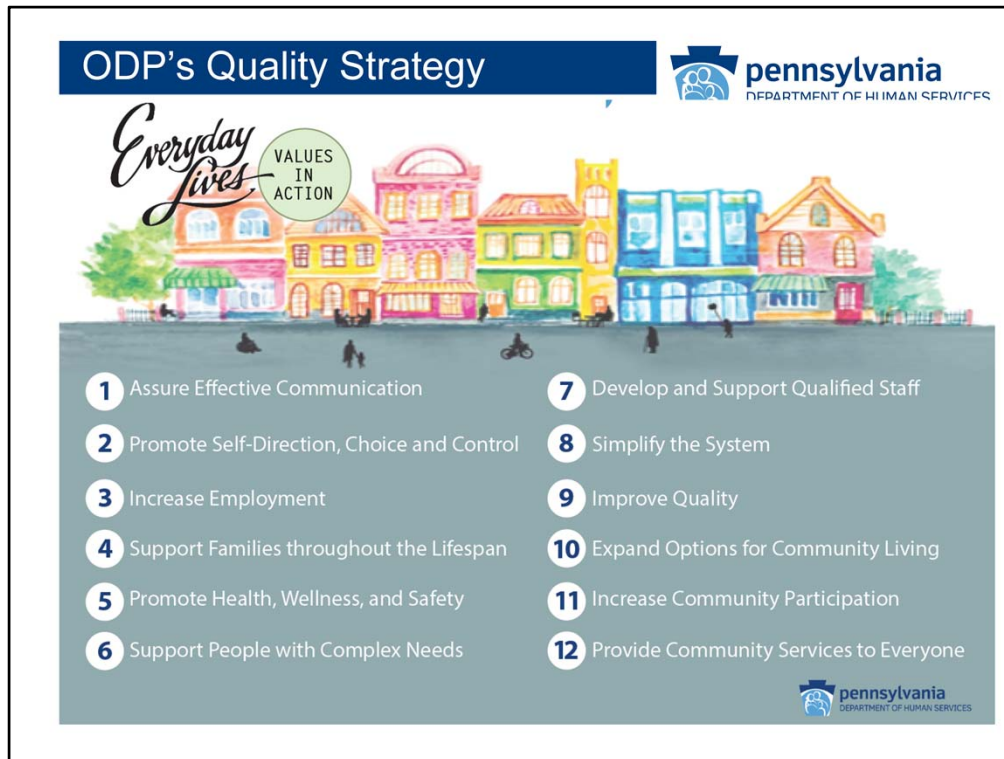 ODP's Quality Strategy
pennsylvania
DEPARTMENT OF HUMAN SERVICES
Everyday
Lives
VALUES
IN
ACTION
1 Assure Effective Communication
2 Promote Self-Direction, Choice and Control
3 Increase Employment
4 Support Families throughout the Lifespan
5 Promote Health, Wellness, and Safety
6 Support People with Complex Needs
7 Develop and Support Qualified Staff
8 Simplify the System
9 Improve Quality
10 Expand Options for Community Living
11 Increase Community Participation
12 Provide Community Services to Everyone
pennsylvania
DEPARTMENT OF HUMAN SERVICES